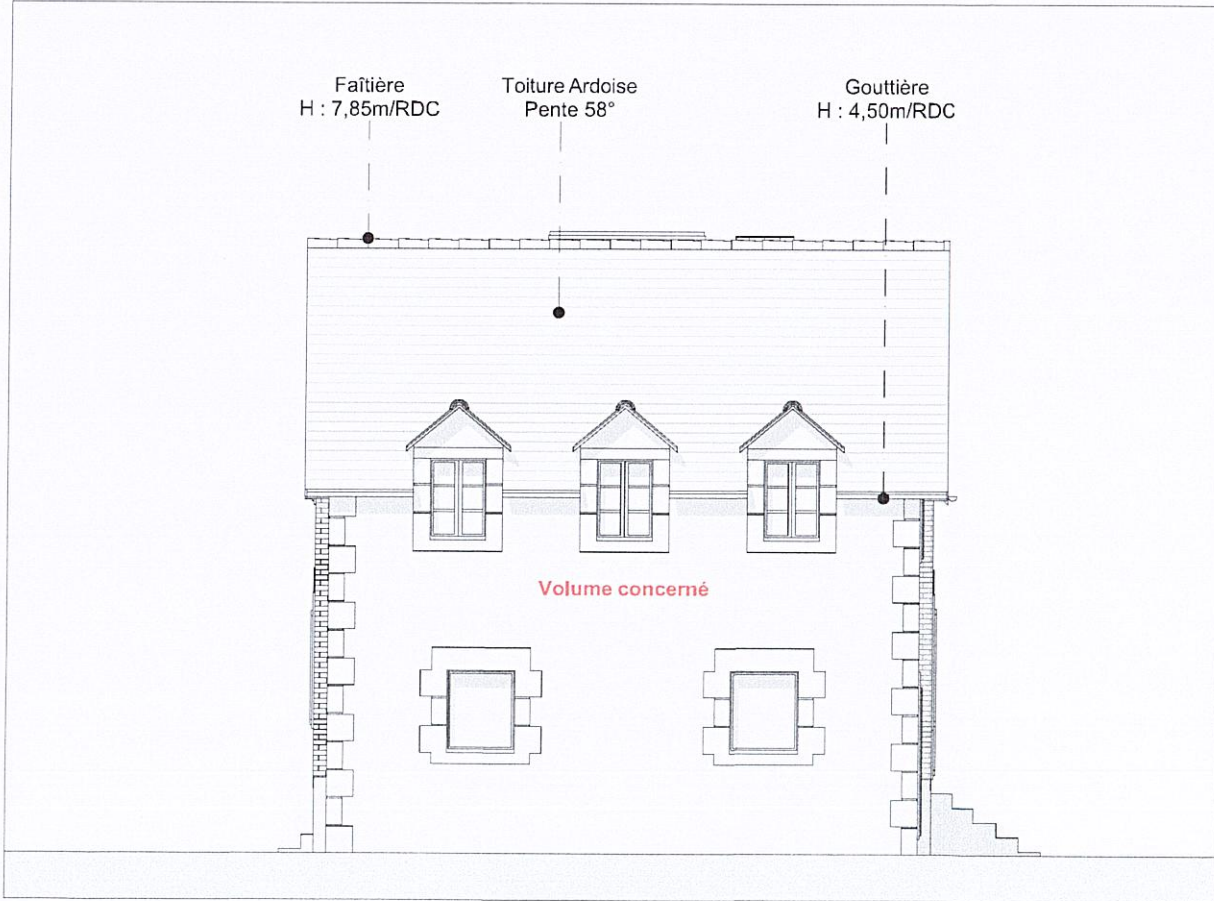 Faîtière
H : 7,85m/RDC
Toiture Ardoise
Pente 58°
Gouttière
H : 4,50m/RDC
Volume concerné